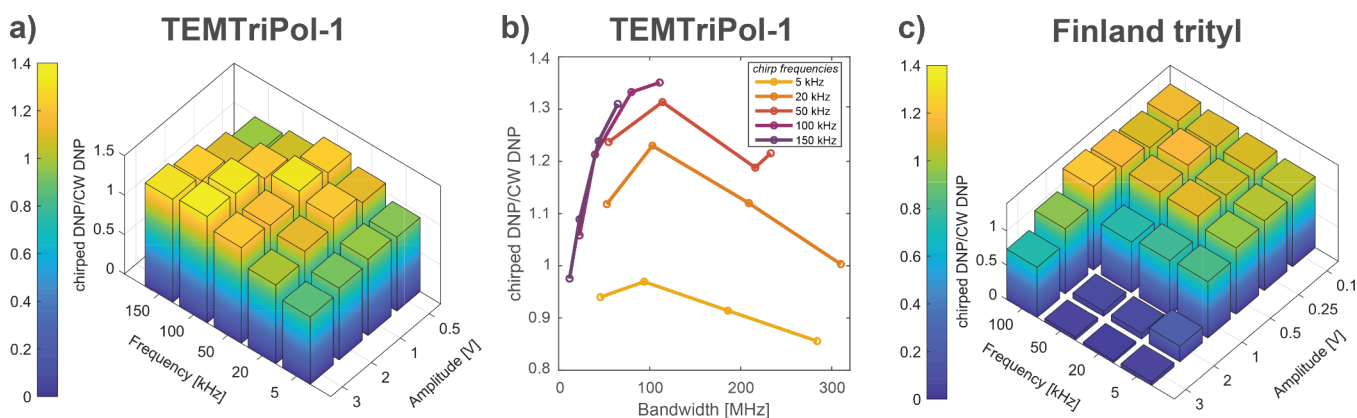 a)
TEMTriPol-1
1.4
1.2
1
0.8
0.6
0.4
0.2
0
chirped DNP/CW DNP
1.5
1
0.5
0
150
100
50
20
5
Frequency [kHz]
0.5
1
2
3
Amplitude [V]
b)
TEMTriPol-1
chirped DNP/CW DNP
1.4
1.3
1.2
1.1
1
0.9
0.8
0
100
200
300
Bandwidth [MHz]
chirp frequencies
5 kHz
20 kHz
50 kHz
100 kHz
150 kHz
c)
Finland trityl
1.4
1.2
1
0.8
0.6
0.4
0.2
0
chirped DNP/CW DNP
1
0.5
0
100
50
20
5
Frequency [kHz]
0.1
0.25
0.5
1
2
3
Amplitude [V]